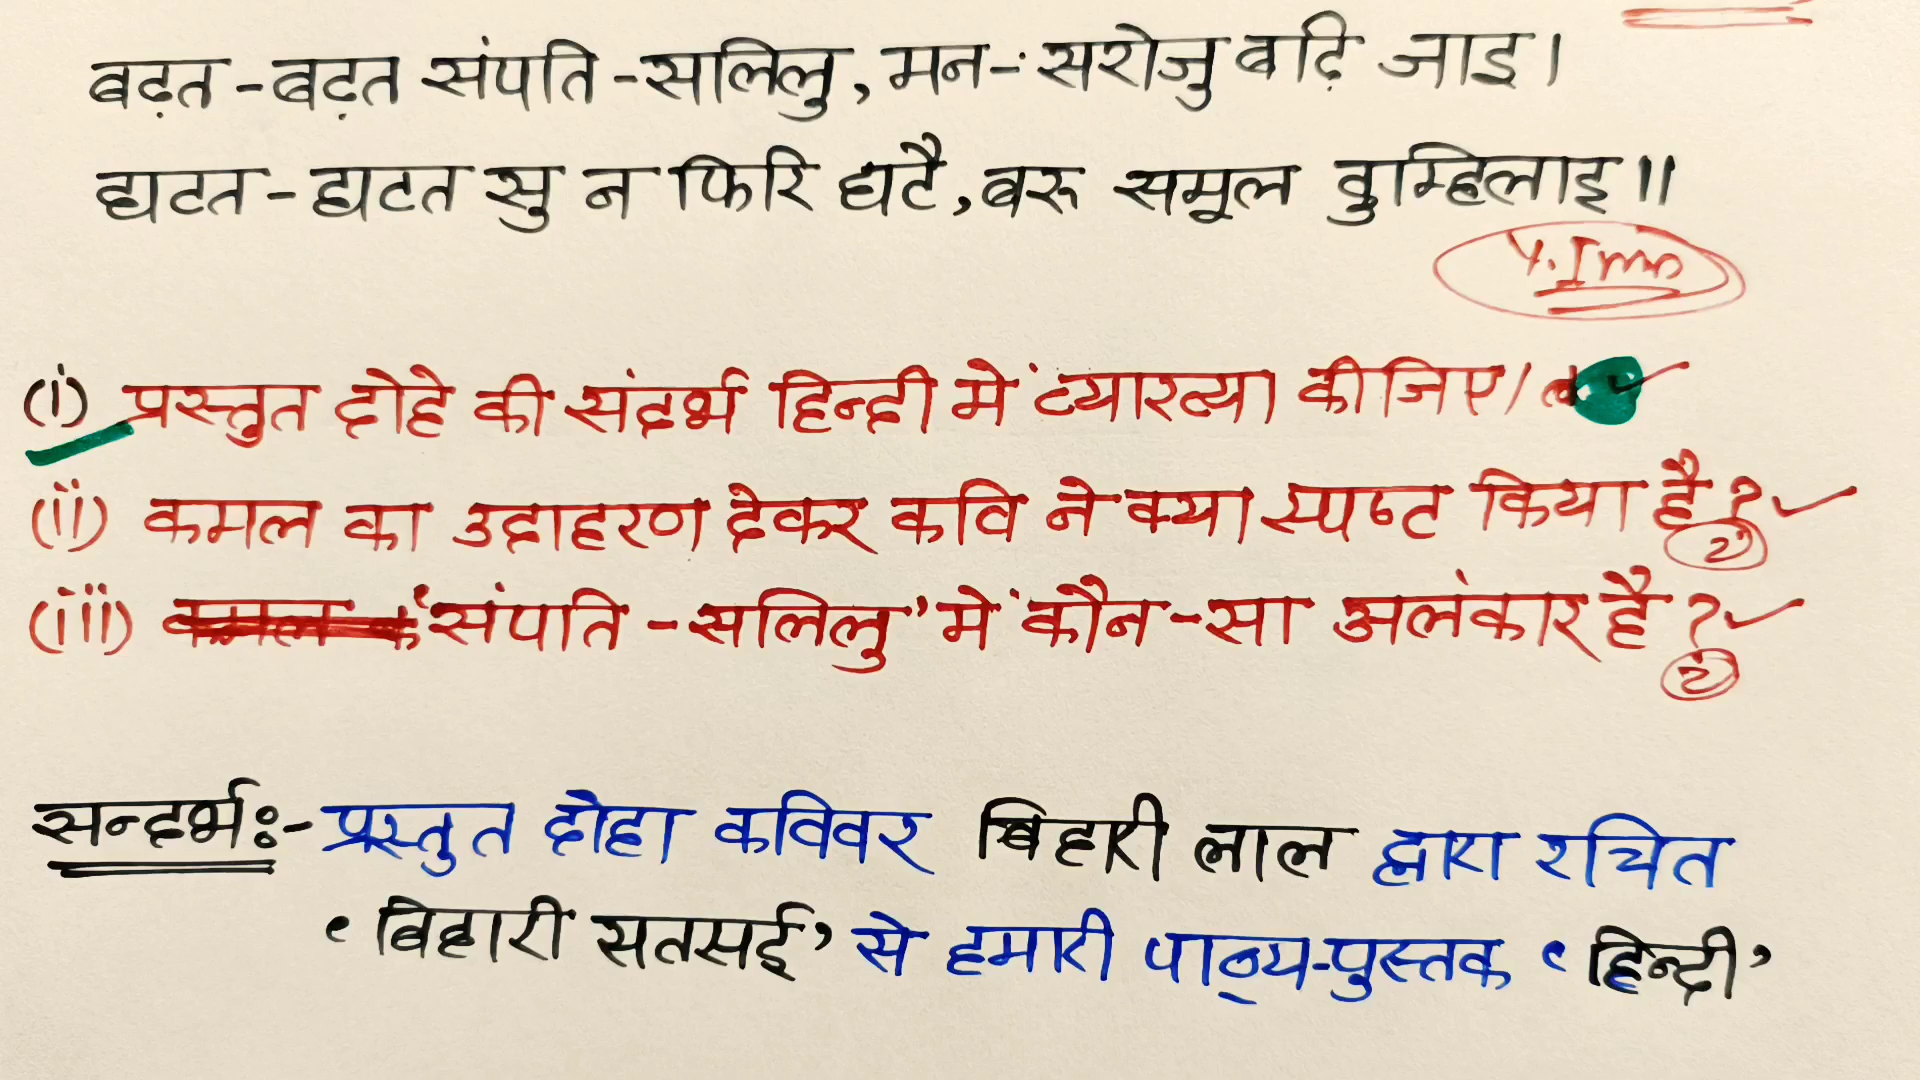 बढ़त-बढ़त संपति-सलिलु, मन-सरोजु बढ़ि जाइ।
घटत-घटत सु न फिरि घटै, बरु समूल कुम्हिलाइ॥
V. Imp
(i) प्रस्तुत दोहे की संदर्भ हिन्दी में व्याख्या कीजिए।
(ii) कमल का उदाहरण देकर कवि ने क्या स्पष्ट किया है? 2
(iii) 'संपति-सलिलु' में कौन-सा अलंकार है? 2
सन्दर्भः- प्रस्तुत दोहा कविवर बिहारी लाल द्वारा रचित
'बिहारी सतसई' से हमारी पाठ्य-पुस्तक 'हिन्दी'